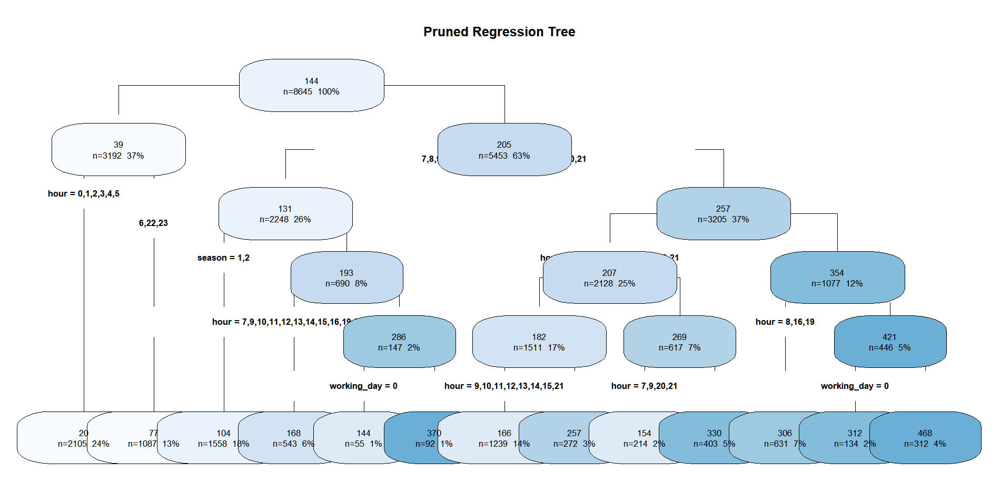 Pruned Regression Tree
144
n=8645 100%
39
n=3192 37%
205
n=5453 63%
7,8,
0,21
hour = 0,1,2,3,4,5
131
n=2248 26%
257
n=3205 37%
6,22,23
season = 1,2
193
n=690 8%
207
n=2128 25%
21
354
n=1077 12%
hour = 7,9,10,11,12,13,14,15,16,19
hour = 8,16,19
286
n=147 2%
182
n=1511 17%
269
n=617 7%
421
n=446 5%
working_day = 0
hour = 9,10,11,12,13,14,15,21
hour = 7,9,20,21
working_day = 0
20
n=2105 24%
77
n=1087 13%
104
n=1558 18%
168
n=543 6%
144
n=55 1%
370
n=92 1%
166
n=1239 14%
257
n=272 3%
154
n=214 2%
330
n=403 5%
306
n=631 7%
312
n=134 2%
468
n=312 4%